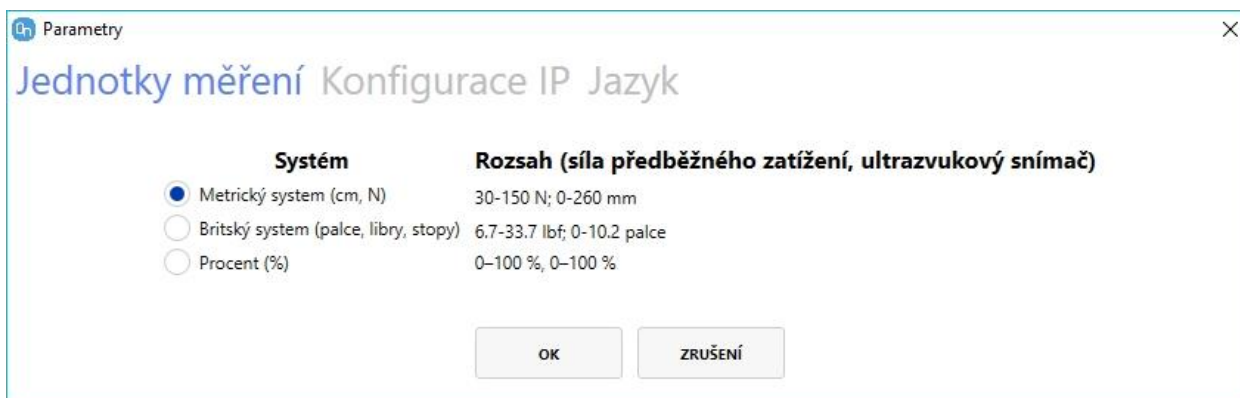 Parametry
Jednotky měření Konfigurace IP Jazyk
Systém Rozsah (síla předběžného zatížení, ultrazvukový snímač)
Metrický system (cm, N) 30-150 N; 0-260 mm
Britský system (palce, libry, stopy) 6.7-33.7 lbf; 0-10.2 palce
Procent (%) 0–100 %, 0–100 %
OK ZRUŠENÍ